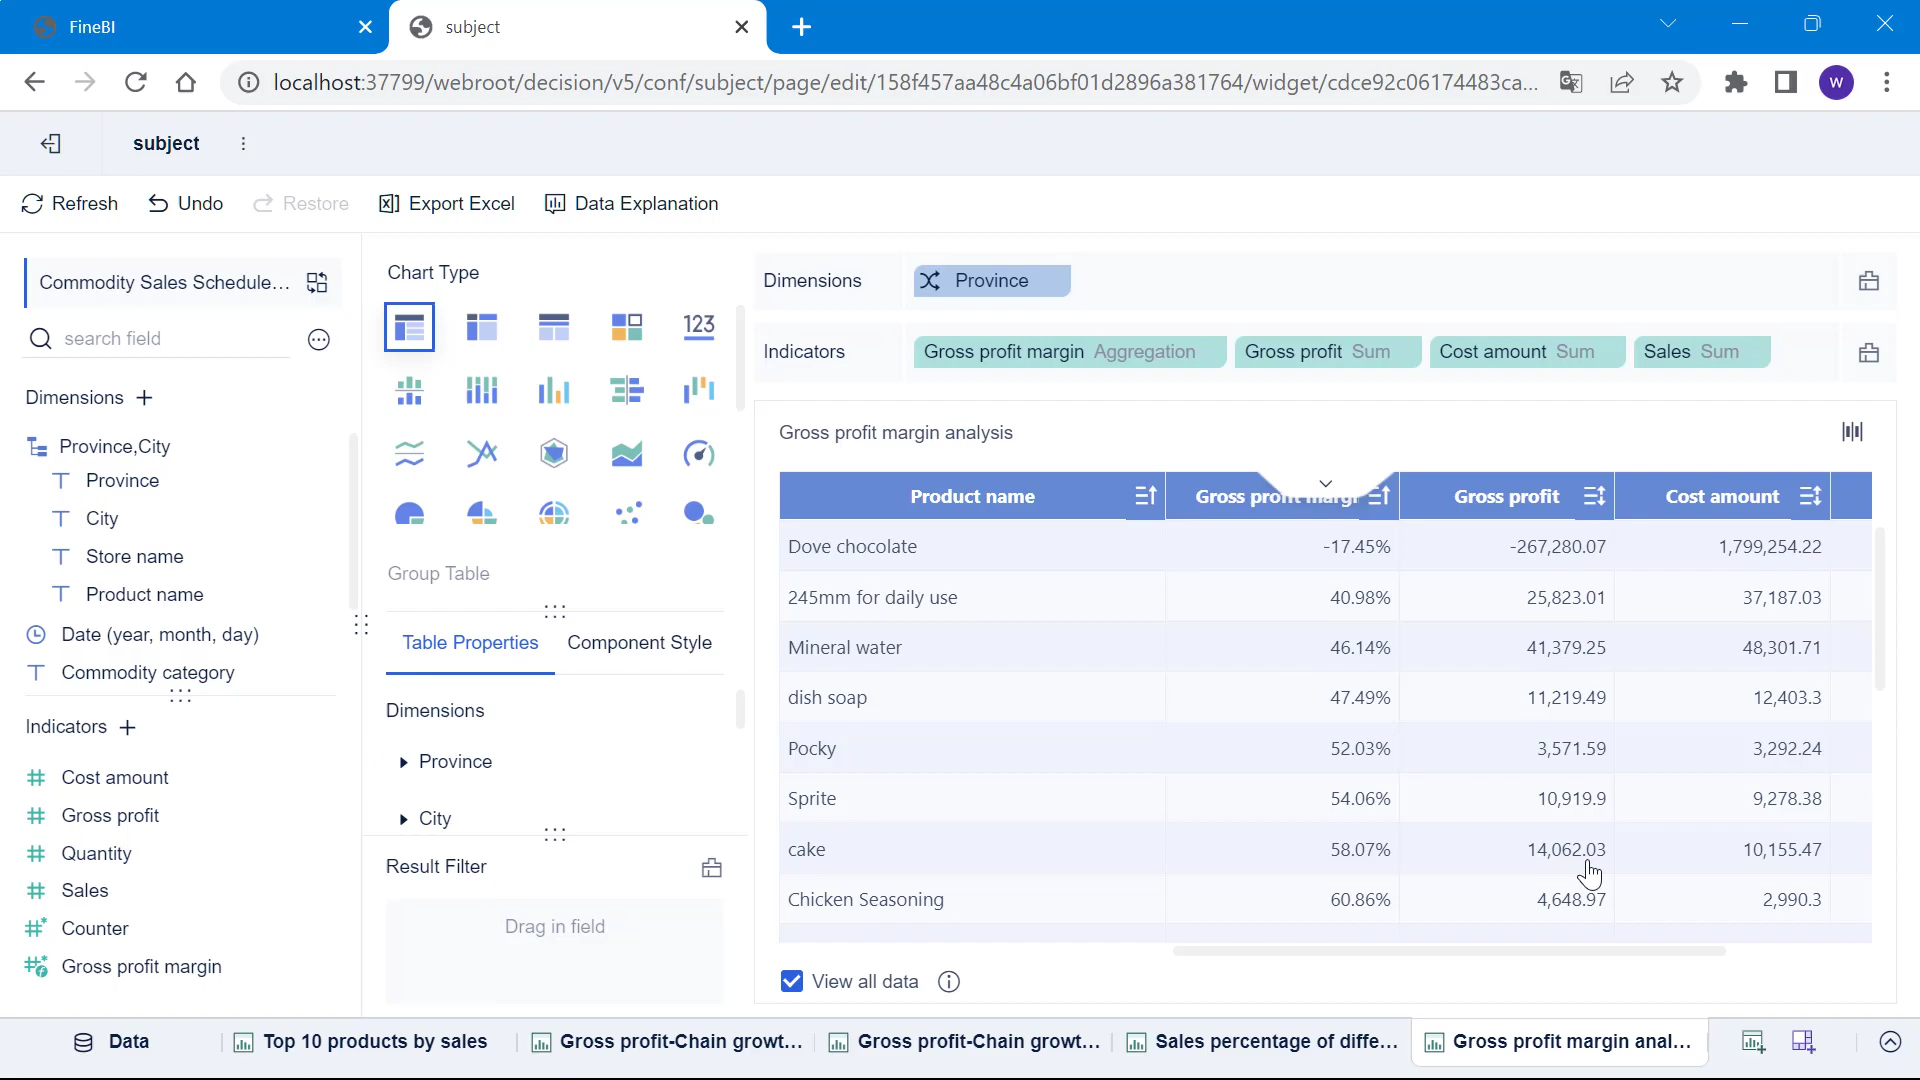 FineBI
subject
localhost:37799/webroot/decision/v5/conf/subject/page/edit/158f457aa48c4a06bf01d2896a381764/widget/cdce92c06174483ca...
W
subject
Refresh
Undo
Restore
Export Excel
Data Explanation
Commodity Sales Schedule...
search field
Dimensions
Province,City
Province
City
Store name
Product name
Date (year, month, day)
Commodity category
Indicators
Cost amount
Gross profit
Quantity
Sales
Counter
Gross profit margin
Chart Type
123
Group Table
Table Properties Component Style
Dimensions
Province
City
Result Filter
Drag in field
Dimensions Province
Indicators Gross profit margin Aggregation Gross profit Sum Cost amount Sum Sales Sum
Gross profit margin analysis
Product name Gross Gross profit Cost amount
Dove chocolate -17.45% -267,280.07 1,799,254.22
245mm for daily use 40.98% 25,823.01 37,187.03
Mineral water 46.14% 41,379.25 48,301.71
dish soap 47.49% 11,219.49 12,403.3
Pocky 52.03% 3,571.59 3,292.24
Sprite 54.06% 10,919.9 9,278.38
cake 58.07% 14,062.03 10,155.47
Chicken Seasoning 60.86% 4,648.97 2,990.3
View all data
Data
Top 10 products by sales
Gross profit-Chain growt...
Gross profit-Chain growt...
Sales percentage of diffe...
Gross profit margin anal...